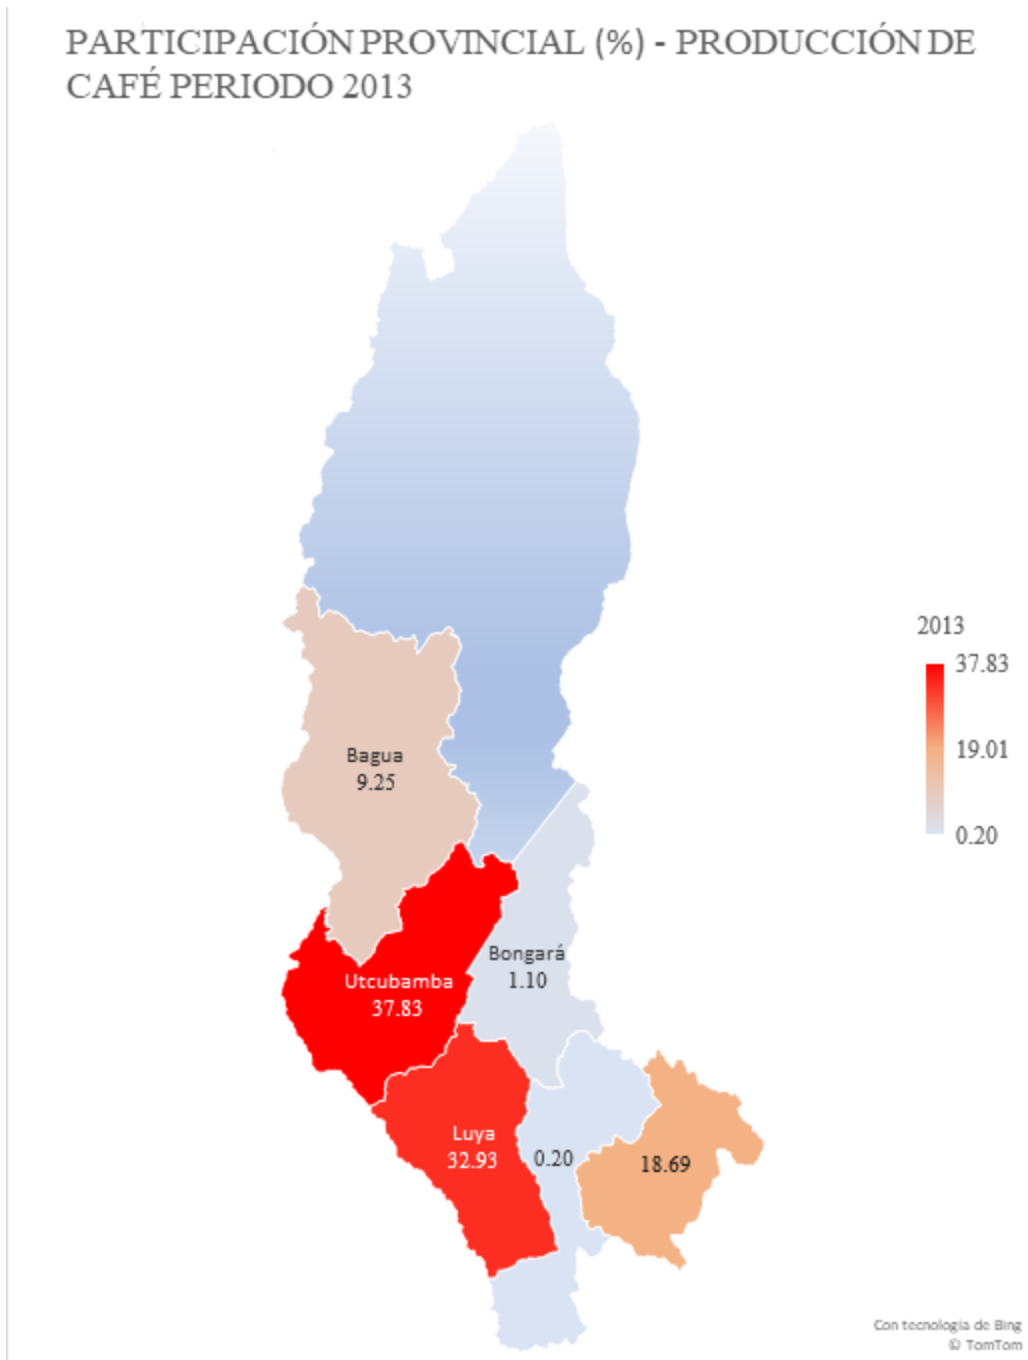 PARTICIPACIÓN PROVINCIAL (%) - PRODUCCIÓN DE
CAFÉ PERIODO 2013
2013
37.83
19.01
0.20
Bagua
9.25
Bongará
1.10
Utcubamba
37.83
Luya
32.93
0.20
18.69
Con tecnología de Bing
© TomTom